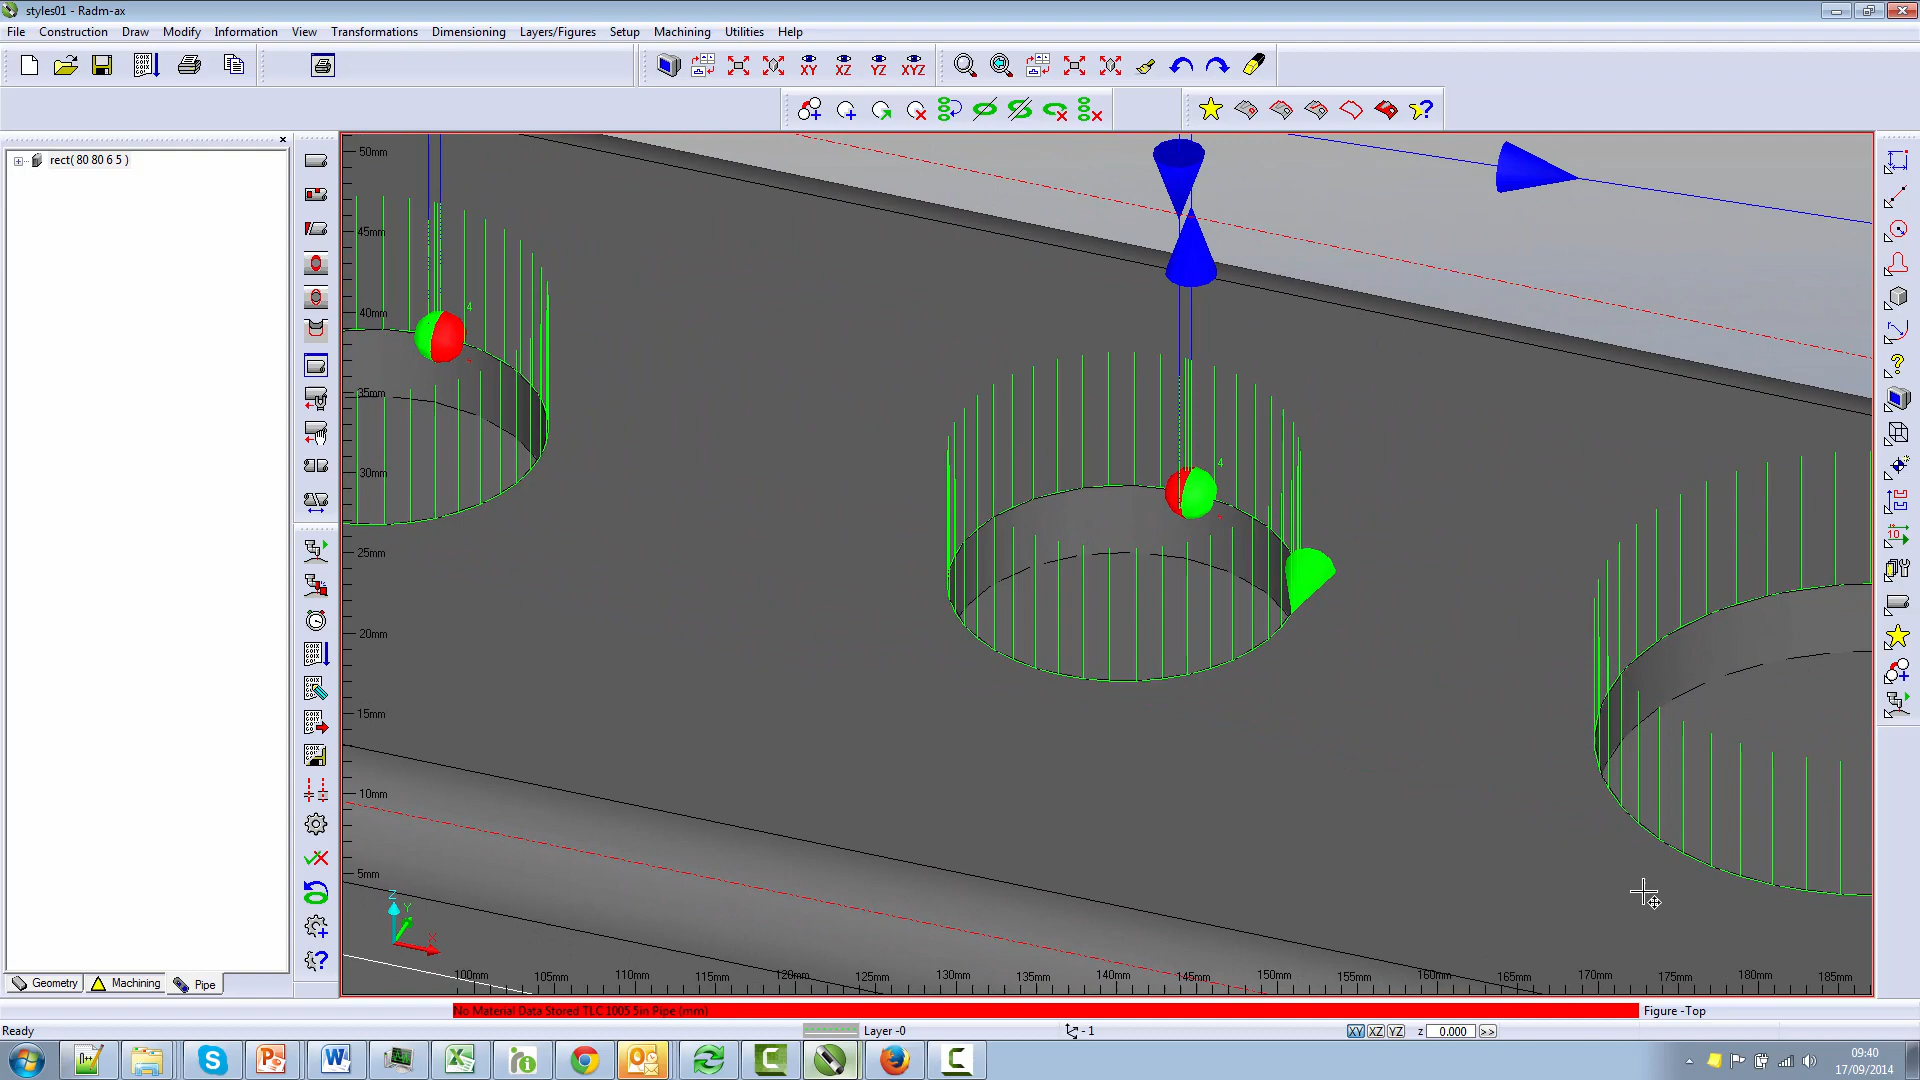 styles01 - Radm-ax
File Construction Draw Modify Information View Transformations Dimensioning Layers/Figures Setup Machining Utilities Help
XY XZ YZ XYZ
rect( 80 80 6 5 )
50mm
45mm
40mm
35mm
30mm
25mm
20mm
15mm
10mm
5mm
4
4
Z
Y
X
100mm 105mm 110mm 115mm 120mm 125mm 130mm 135mm 140mm 145mm 150mm 155mm 160mm 165mm 170mm 175mm 180mm 185mm
10
Geometry Machining Pipe
No Material Data Stored TLC 1005 5in Pipe (mm)
Figure -Top
Ready
Layer -0
- 1
XY XZ YZ z 0.000 >>
09:40
17/09/2014